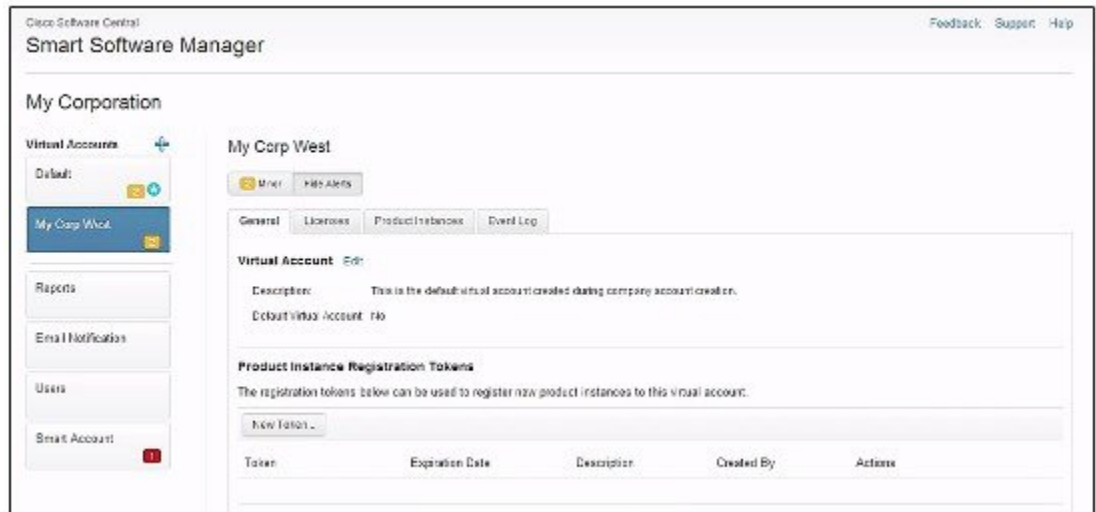 Cisco Software Central
Feedback Support Help
Smart Software Manager
My Corporation
Virtual Accounts
My Corp West
Default
Minor Hide Alerts
My Corp West
General Licenses Product Instances Event Log
Virtual Account Edit
Reports
Description: This is the default virtual account created during company account creation.
Default Virtual Account: No
Email Notification
Product Instance Registration Tokens
Users
The registration tokens below can be used to register new product instances to this virtual account.
New Token...
Smart Account
1
Token Expiration Date Description Created By Actions